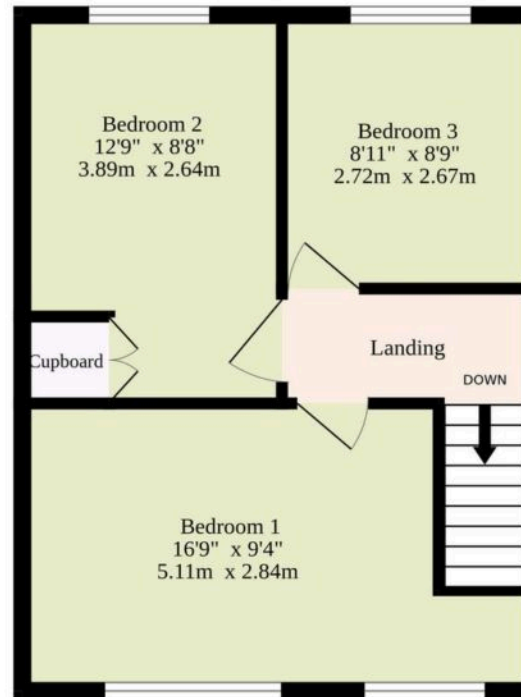 Bedroom 2
12'9" x 8'8"
3.89m x 2.64m
Bedroom 3
8'11" x 8'9"
2.72m x 2.67m
Cupboard
Landing
DOWN
Bedroom 1
16'9" x 9'4"
5.11m x 2.84m